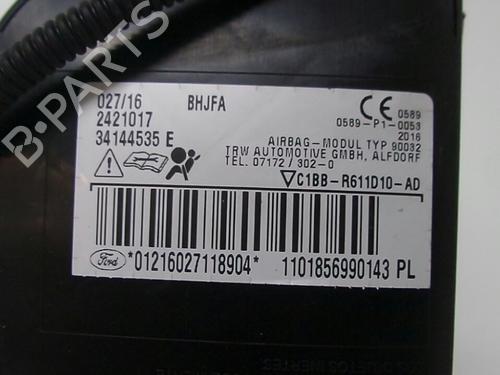 B-PARTS
027/16 BHJFA
2421017
34144535 E
CE 0589
0589-P1-0053
2016
AIRBAG-MODUL TYP 90032
TRW AUTOMOTIVE GMBH, ALFDORF
TEL. 07172/302-0
C1BB-R611D10-AD
Ford
*01216027118904* 1101856990143 PL